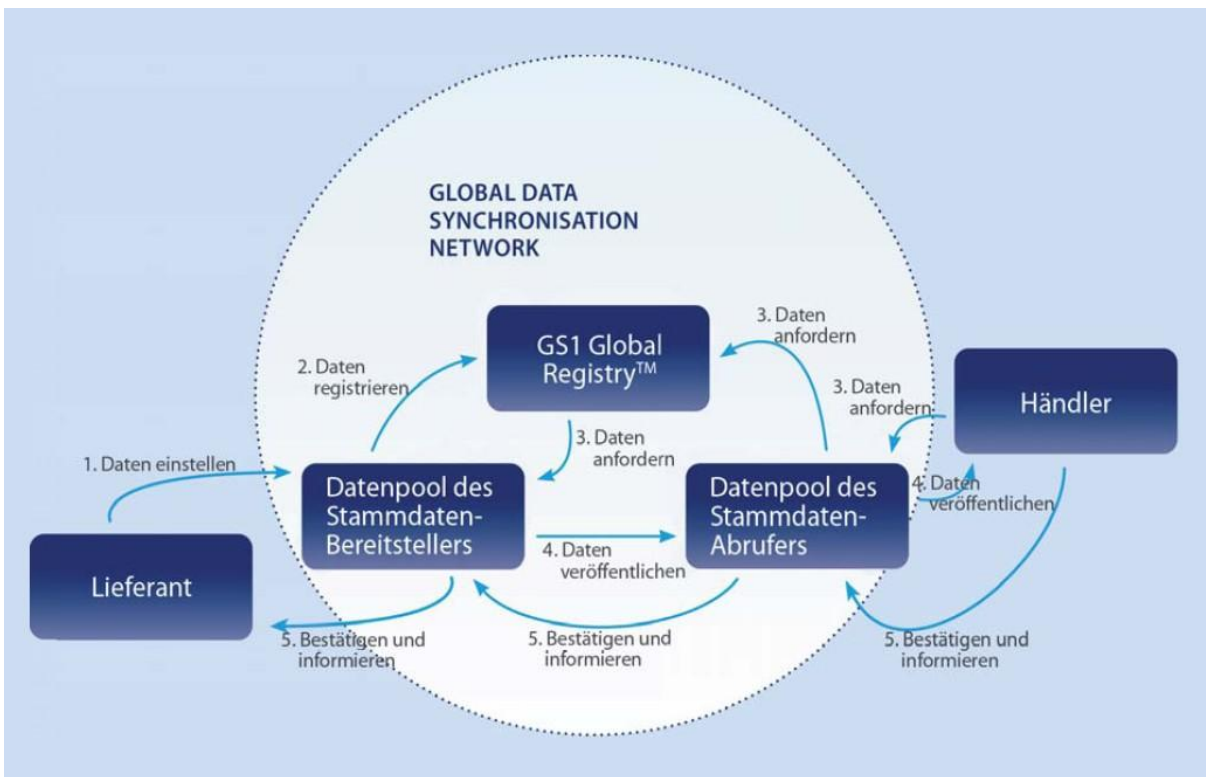 GLOBAL DATA
SYNCHRONISATION
NETWORK
3. Daten
anfordern
GS1 Global
Registry™
2. Daten
registrieren
3. Daten
anfordern
Händler
3. Daten
anfordern
1. Daten einstellen
Datenpool des
Stammdaten-
Bereitstellers
Datenpool des
Stammdaten-
Abrufers
4. Daten
veröffentlichen
4. Daten
veröffentlichen
Lieferant
5. Bestätigen und
informieren
5. Bestätigen und
informieren
5. Bestätigen und
informieren